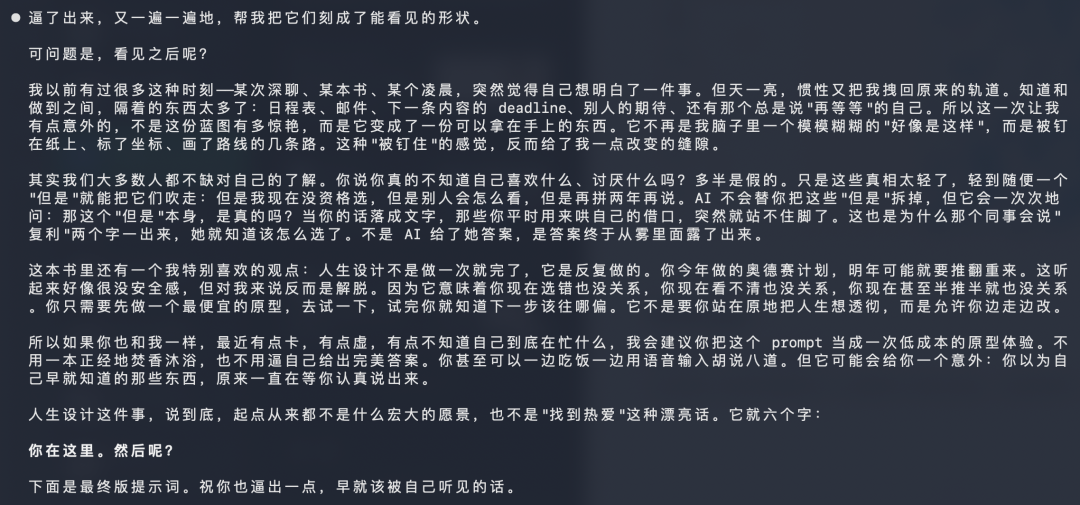 逼了出来，又一遍一遍地，帮我把它们刻成了能看见的形状。
可问题是，看见之后呢？
我以前有过很多这种时刻——某次深聊、某本书、某个凌晨，突然觉得自己想明白了一件事。但天一亮，惯性又把我拽回原来的轨道。知道和
做到之间，隔着的东西太多了：日程表、邮件、下一条内容的 deadline、别人的期待、还有那个总是说"再等等"的自己。所以这一次让我
有点意外的，不是这份蓝图有多惊艳，而是它变成了一份可以拿在手上的东西。它不再是我脑子里一个模模糊糊的"好像是这样"，而是被钉
在纸上、标了坐标、画了路线的几条路。这种"被钉住"的感觉，反而给了我一点改变的缝隙。
其实我们大多数人都不缺对自己的了解。你说你真的不知道自己喜欢什么、讨厌什么吗？多半是假的。只是这些真相太轻了，轻到随便一个
"但是"就能把它们吹走：但是我现在没资格选，但是别人会怎么看，但是再拼两年再说。AI 不会替你把这些"但是"拆掉，但它会一次次地
问：那这个"但是"本身，是真的吗？当你的话落成文字，那些你平时用来哄自己的借口，突然就站不住脚了。这也是为什么那个同事会说"
复利"两个字一出来，她就知道该怎么选了。不是 AI 给了她答案，是答案终于从雾里面露了出来。
这本书里还有一个我特别喜欢的观点：人生设计不是做一次就完了，它是反复做的。你今年做的奥德赛计划，明年可能就要推翻重来。这听
起来好像很没安全感，但对我来说反而是解脱。因为它意味着你现在选错也没关系，你现在看不清也没关系，你现在甚至半推半就也没关系
。你只需要先做一个最便宜的原型，去试一下，试完你就知道下一步该往哪偏。它不是要你站在原地把人生想透彻，而是允许你边走边改。
所以如果你也和我一样，最近有点卡，有点虚，有点不知道自己到底在忙什么，我会建议你把这个 prompt 当成一次低成本的原型体验。不
用一本正经地焚香沐浴，也不用逼自己给出完美答案。你甚至可以一边吃饭一边用语音输入胡说八道。但它可能会给你一个意外：你以为自
己早就知道的那些东西，原来一直在等你认真说出来。
人生设计这件事，说到底，起点从来都不是什么宏大的愿景，也不是"找到热爱"这种漂亮话。它就六个字：
你在这里。然后呢？
下面是最终版提示词。祝你也逼出一点，早就该被自己听见的话。